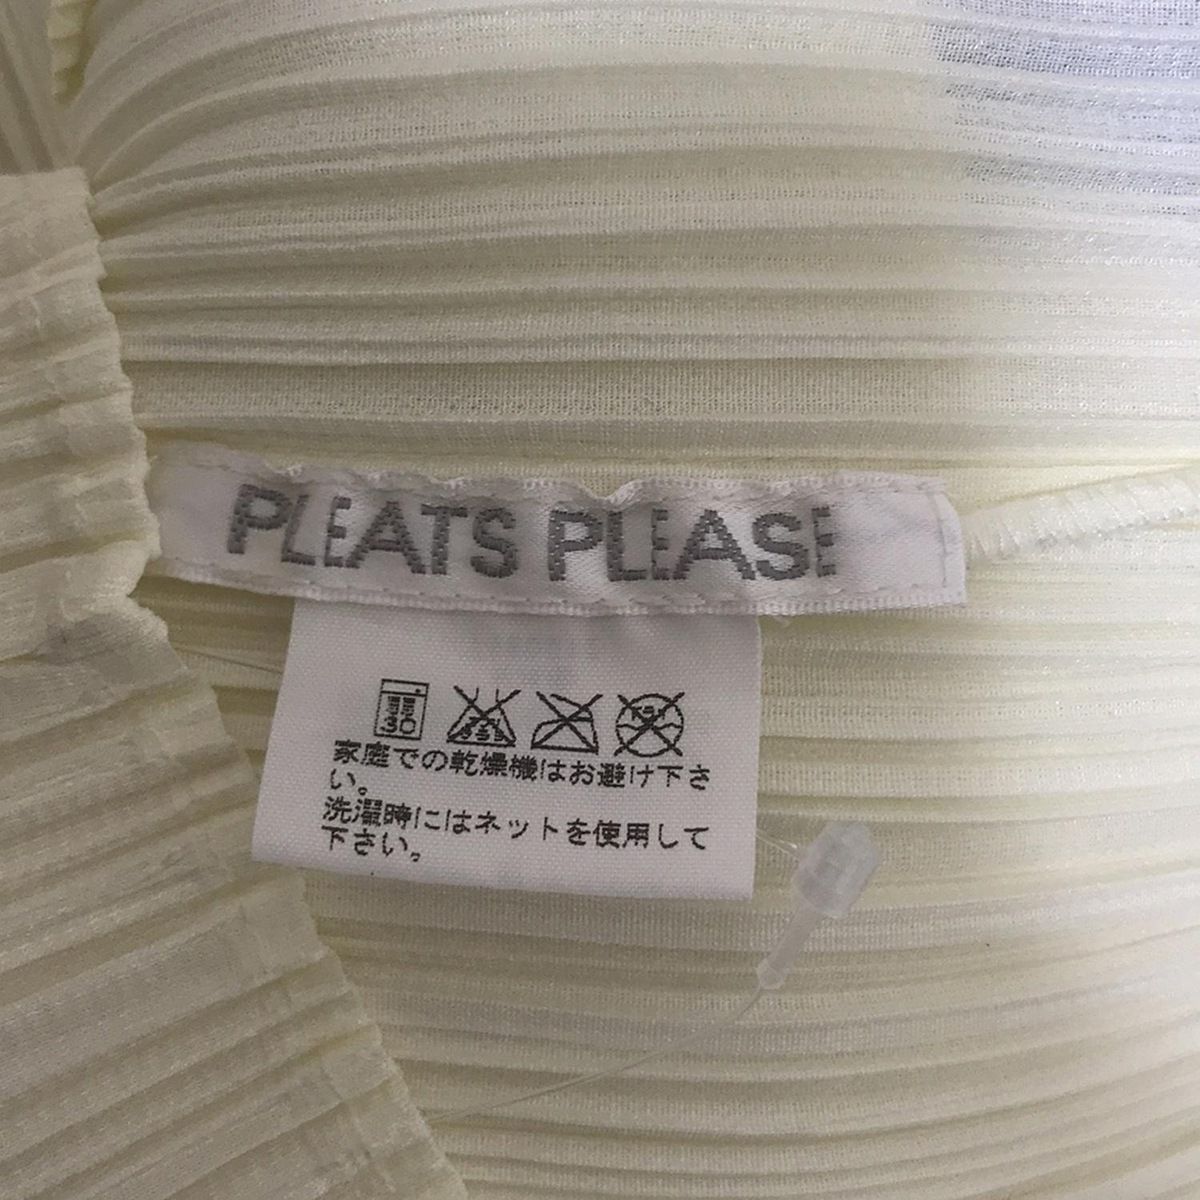 PLEATS PLEASE
30
家庭での乾燥機はお避け下さ
い。
洗濯時にはネットを使用して
下さい。